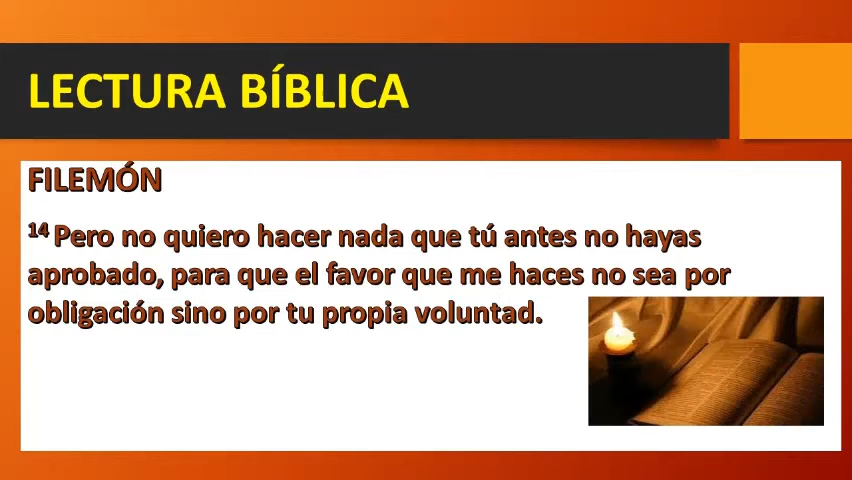 LECTURA BÍBLICA
FILEMÓN
14 Pero no quiero hacer nada que tú antes no hayas
aprobado, para que el favor que me haces no sea por
obligación sino por tu propia voluntad.